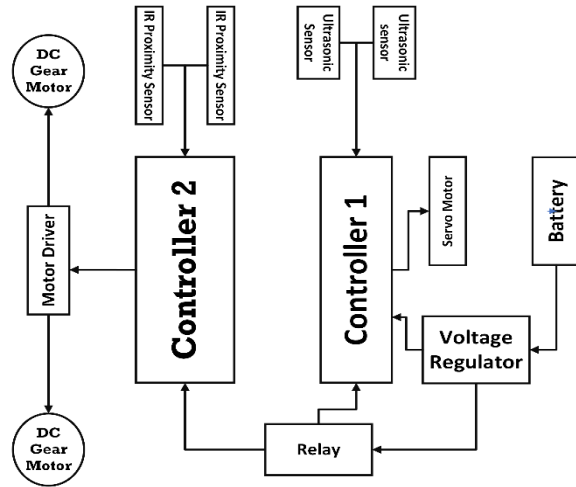 DC
Gear
Motor
IR Proximity Sensor
IR Proximity Sensor
Ultrasonic
Sensor
Ultrasonic
sensor
Motor Driver
Controller 2
Controller 1
Servo Motor
Battery
Voltage
Regulator
Relay
DC
Gear
Motor